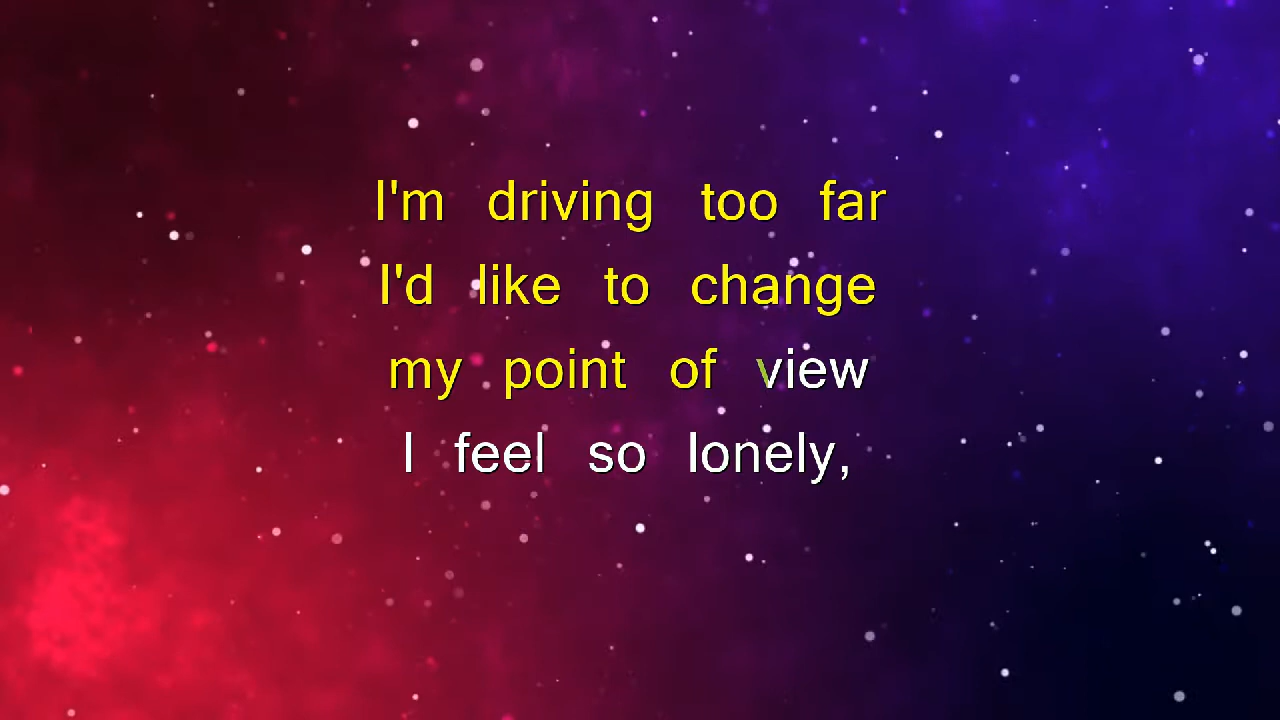 I'm driving too far
I'd like to change
my point of view
I feel so lonely,